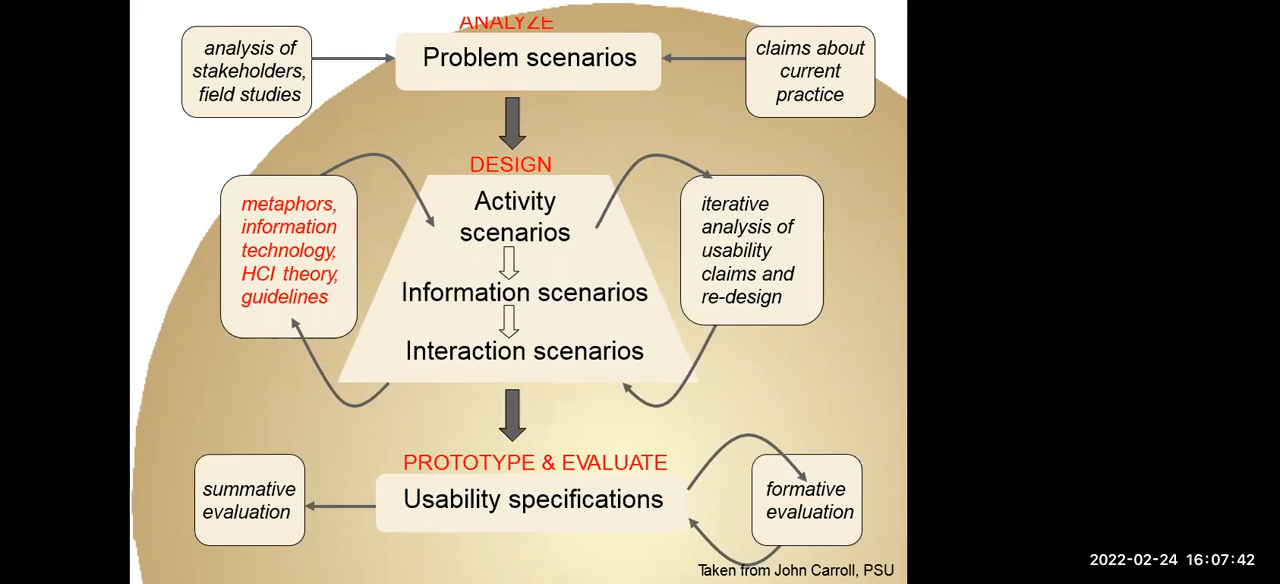 ANALYZE
analysis of
stakeholders,
field studies
Problem scenarios
claims about
current
practice
DESIGN
metaphors,
information
technology,
HCI theory,
guidelines
Activity
scenarios
Information scenarios
Interaction scenarios
iterative
analysis of
usability
claims and
re-design
PROTOTYPE & EVALUATE
summative
evaluation
Usability specifications
formative
evaluation
Taken from John Carroll, PSU
2022-02-24 16:07:42